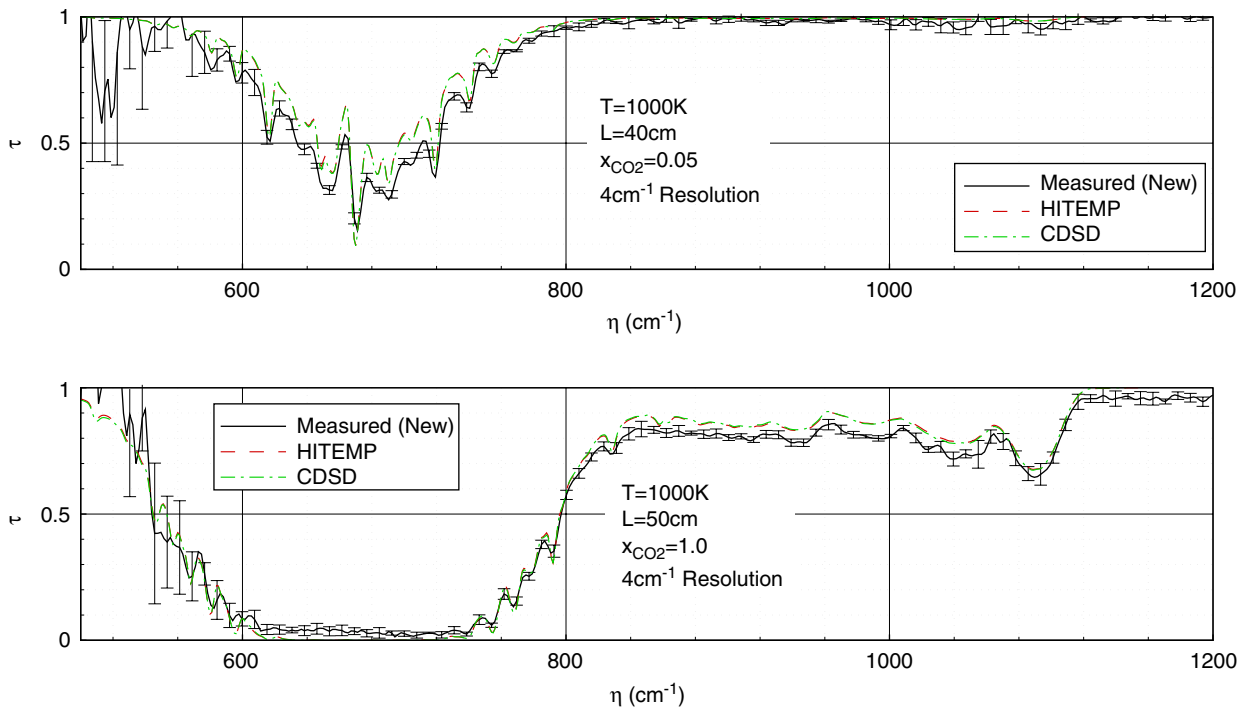 1
0.5
0
τ
T=1000K
L=40cm
xCO2=0.05
4cm-1 Resolution
Measured (New)
HITEMP
CDSD
600
800
1000
1200
η (cm-1)
1
0.5
0
τ
Measured (New)
HITEMP
CDSD
T=1000K
L=50cm
xCO2=1.0
4cm-1 Resolution
600
800
1000
1200
η (cm-1)